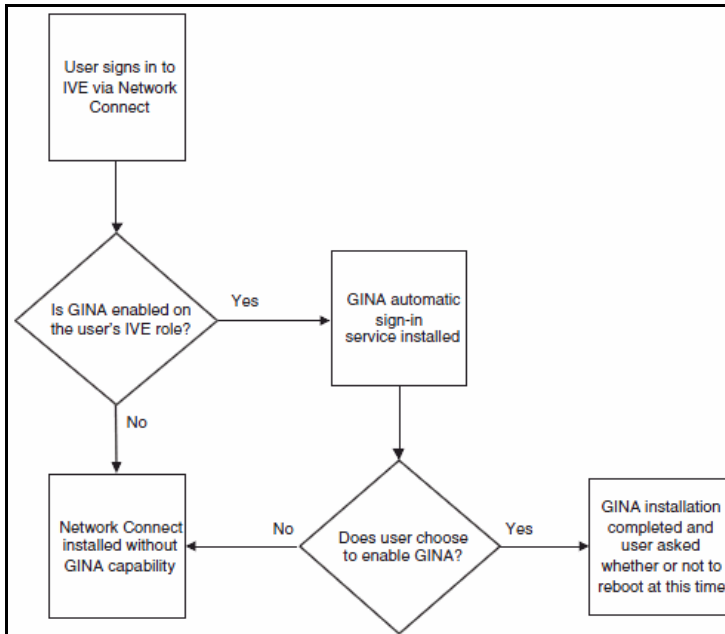 User signs in to
IVE via Network
Connect
Is GINA enabled on
the user's IVE role?
Yes
GINA automatic
sign-in
service installed
No
Network Connect
installed without
GINA capability
No
Does user choose
to enable GINA?
Yes
GINA installation
completed and
user asked
whether or not to
reboot at this time